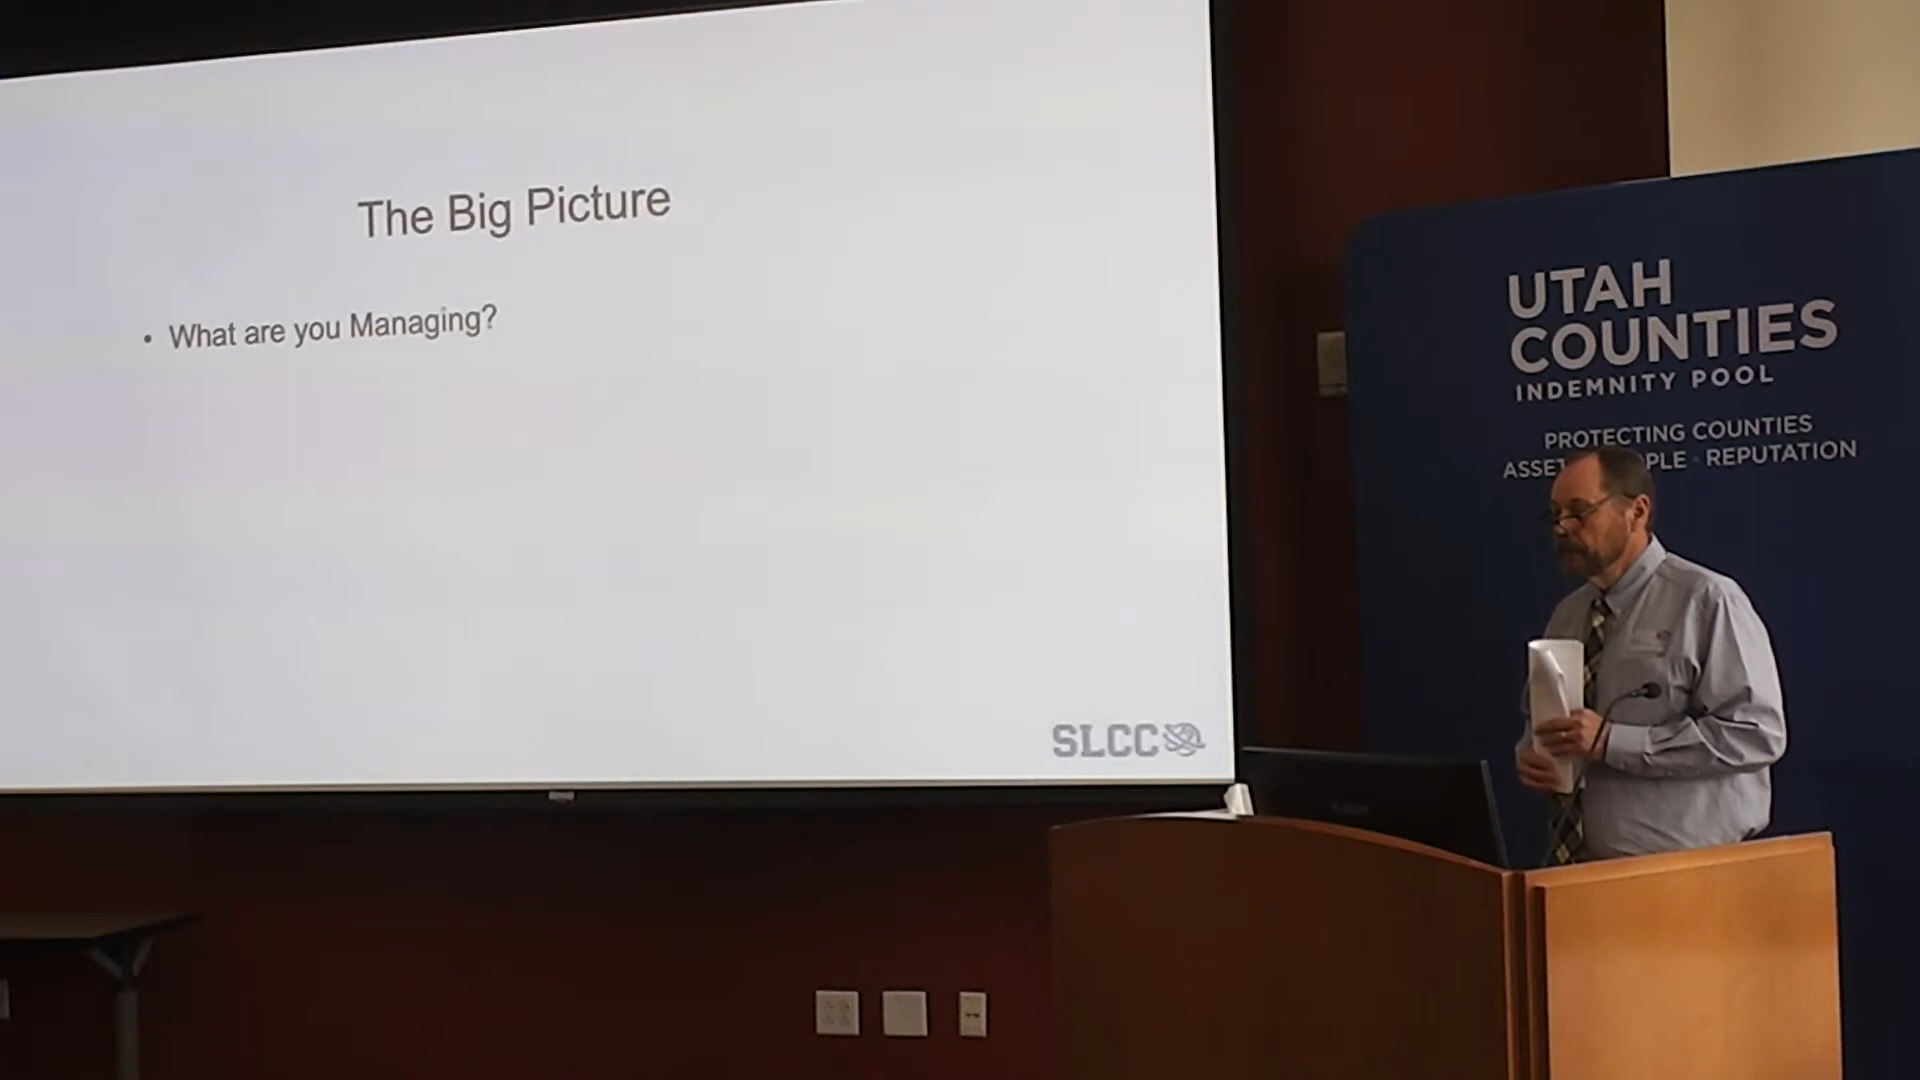 The Big Picture
• What are you Managing?
SLCC
UTAH
COUNTIES
INDEMNITY POOL
PROTECTING COUNTIES
REPUTATION